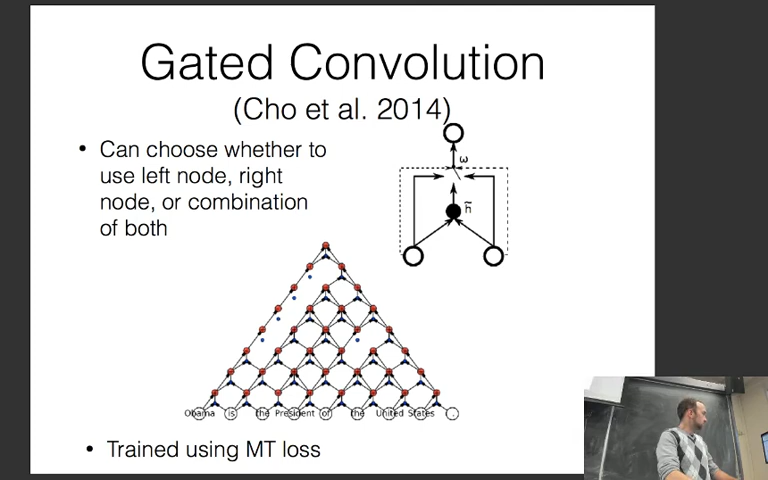 Gated Convolution
(Cho et al. 2014)
• Can choose whether to
use left node, right
node, or combination
of both
ω
h̃
Obama is the President of the United States .
• Trained using MT loss